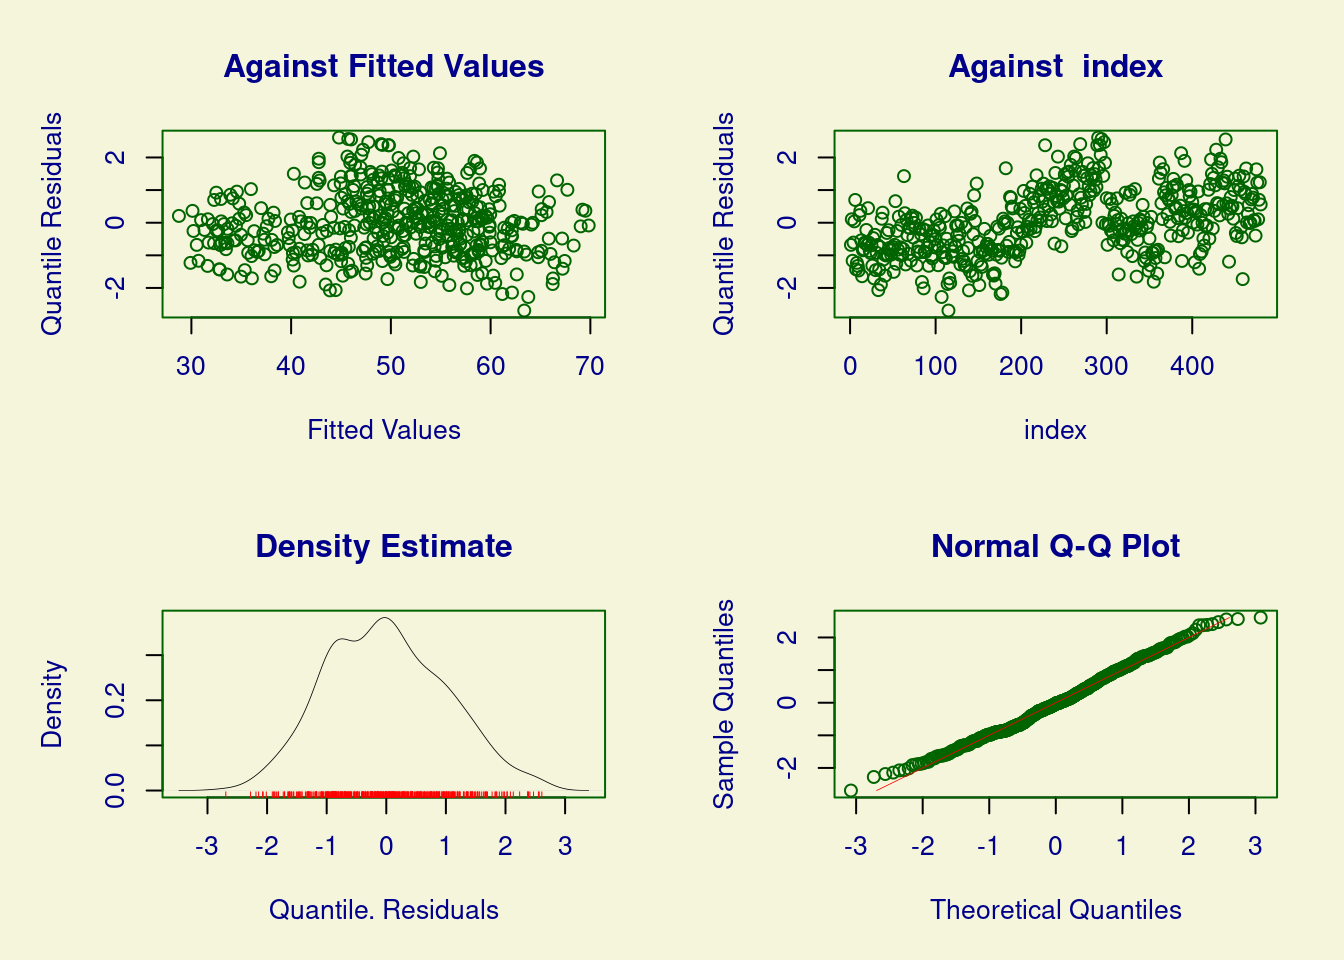 Against Fitted Values
Quantile Residuals
2
0
-2
30 40 50 60 70
Fitted Values
Against  index
Quantile Residuals
2
0
-2
0 100 200 300 400
index
Density Estimate
Density
0.2
0.0
-3 -2 -1 0 1 2 3
Quantile. Residuals
Normal Q-Q Plot
Sample Quantiles
2
0
-2
-3 -2 -1 0 1 2 3
Theoretical Quantiles